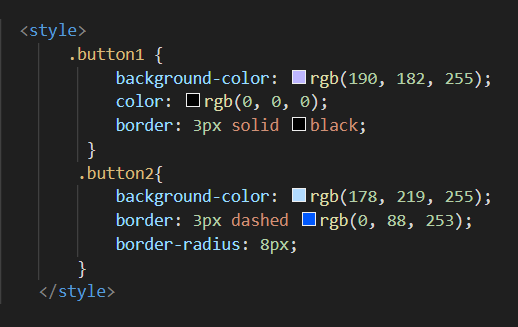 <style>
.button1 {
background-color: rgb(190, 182, 255);
color: rgb(0, 0, 0);
border: 3px solid black;
}
.button2{
background-color: rgb(178, 219, 255);
border: 3px dashed rgb(0, 88, 253);
border-radius: 8px;
}
</style>